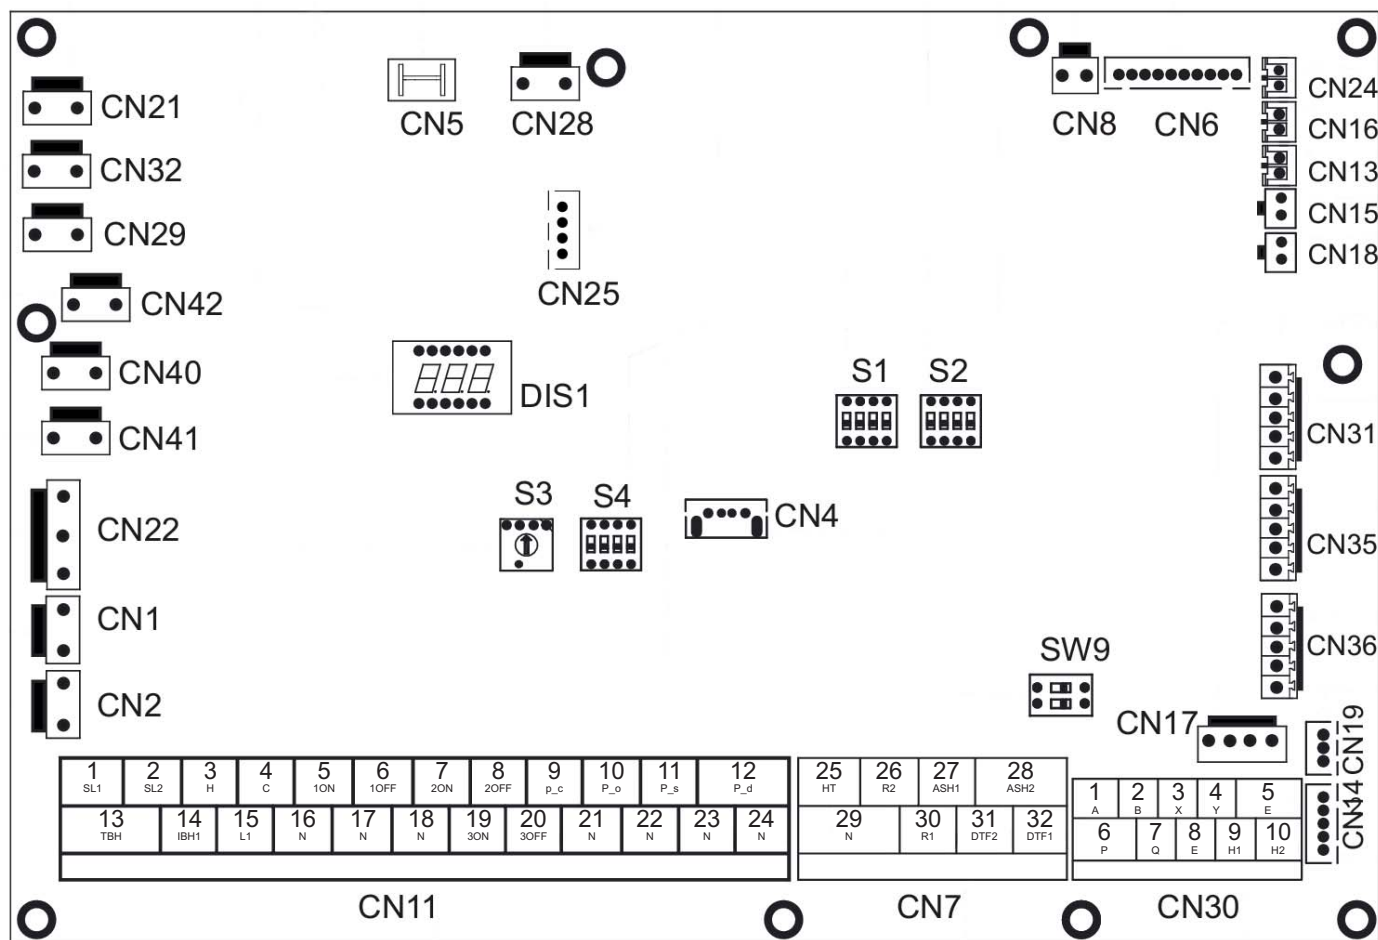 CN21
CN5
CN28
CN8
CN6
CN24
CN16
CN13
CN15
CN18
CN32
CN29
CN25
CN42
CN40
DIS1
S1
S2
CN41
CN31
CN22
S3
S4
CN4
CN35
CN1
CN36
SW9
CN2
CN17
CN19
1 2 3 4 5 6 7 8 9 10 11 12
SL1 SL2 H C 1ON 1OFF 2ON 2OFF p_c P_o P_s P_d
13 14 15 16 17 18 19 20 21 22 23 24
TBH IBH1 L1 N N N 3ON 3OFF N N N N
CN11
25 26 27 28
HT R2 ASH1 ASH2
29 30 31 32
N R1 DTF2 DTF1
CN7
1 2 3 4 5
A B X Y E
6 7 8 9 10
P Q E H1 H2
CN30
CN14